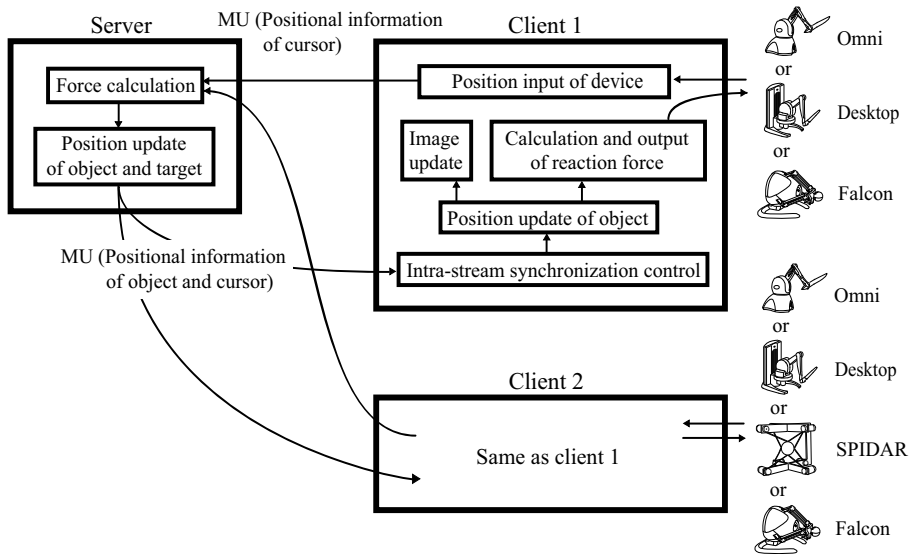 MU (Positional information
of cursor)
Server
Force calculation
Position update
of object and target
MU (Positional information
of object and cursor)
Client 1
Position input of device
Image
update
Calculation and output
of reaction force
Position update of object
Intra-stream synchronization control
Omni
or
Desktop
or
Falcon
Client 2
Same as client 1
Omni
or
Desktop
or
SPIDAR
or
Falcon